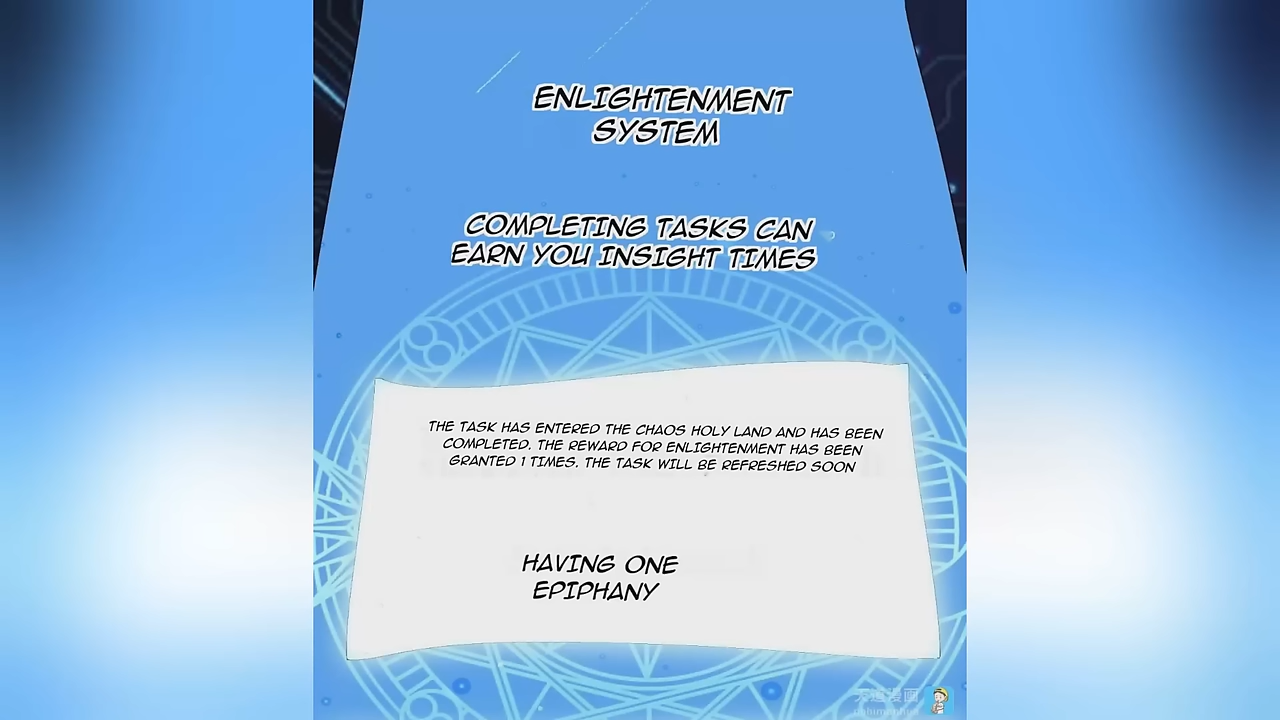 ENLIGHTENMENT
SYSTEM
COMPLETING TASKS CAN
EARN YOU INSIGHT TIMES
THE TASK HAS ENTERED THE CHAOS HOLY LAND AND HAS BEEN
COMPLETED. THE REWARD FOR ENLIGHTENMENT HAS BEEN
GRANTED 1 TIMES. THE TASK WILL BE REFRESHED SOON
HAVING ONE
EPIPHANY